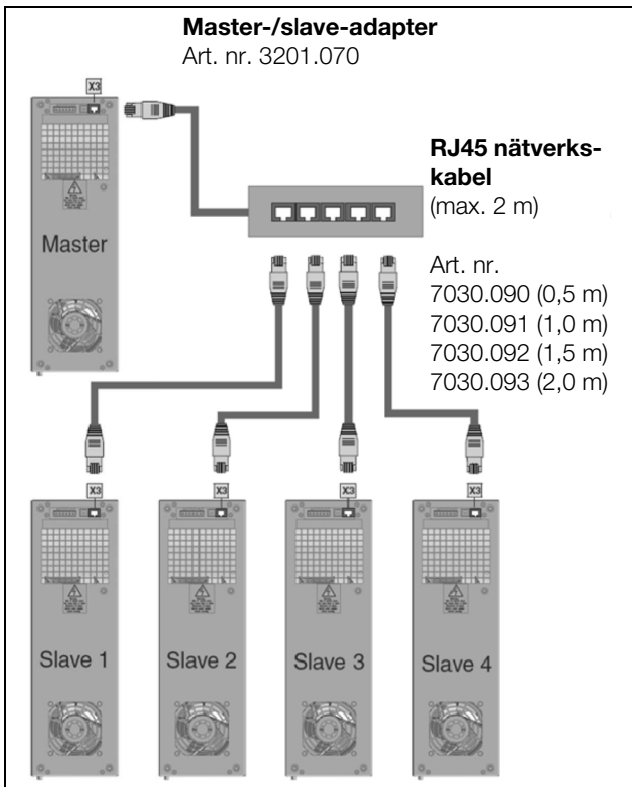 Master-/slave-adapter
Art. nr. 3201.070
X3
Master
RJ45 nätverks-
kabel
(max. 2 m)
Art. nr.
7030.090 (0,5 m)
7030.091 (1,0 m)
7030.092 (1,5 m)
7030.093 (2,0 m)
X3
X3
X3
X3
Slave 1
Slave 2
Slave 3
Slave 4